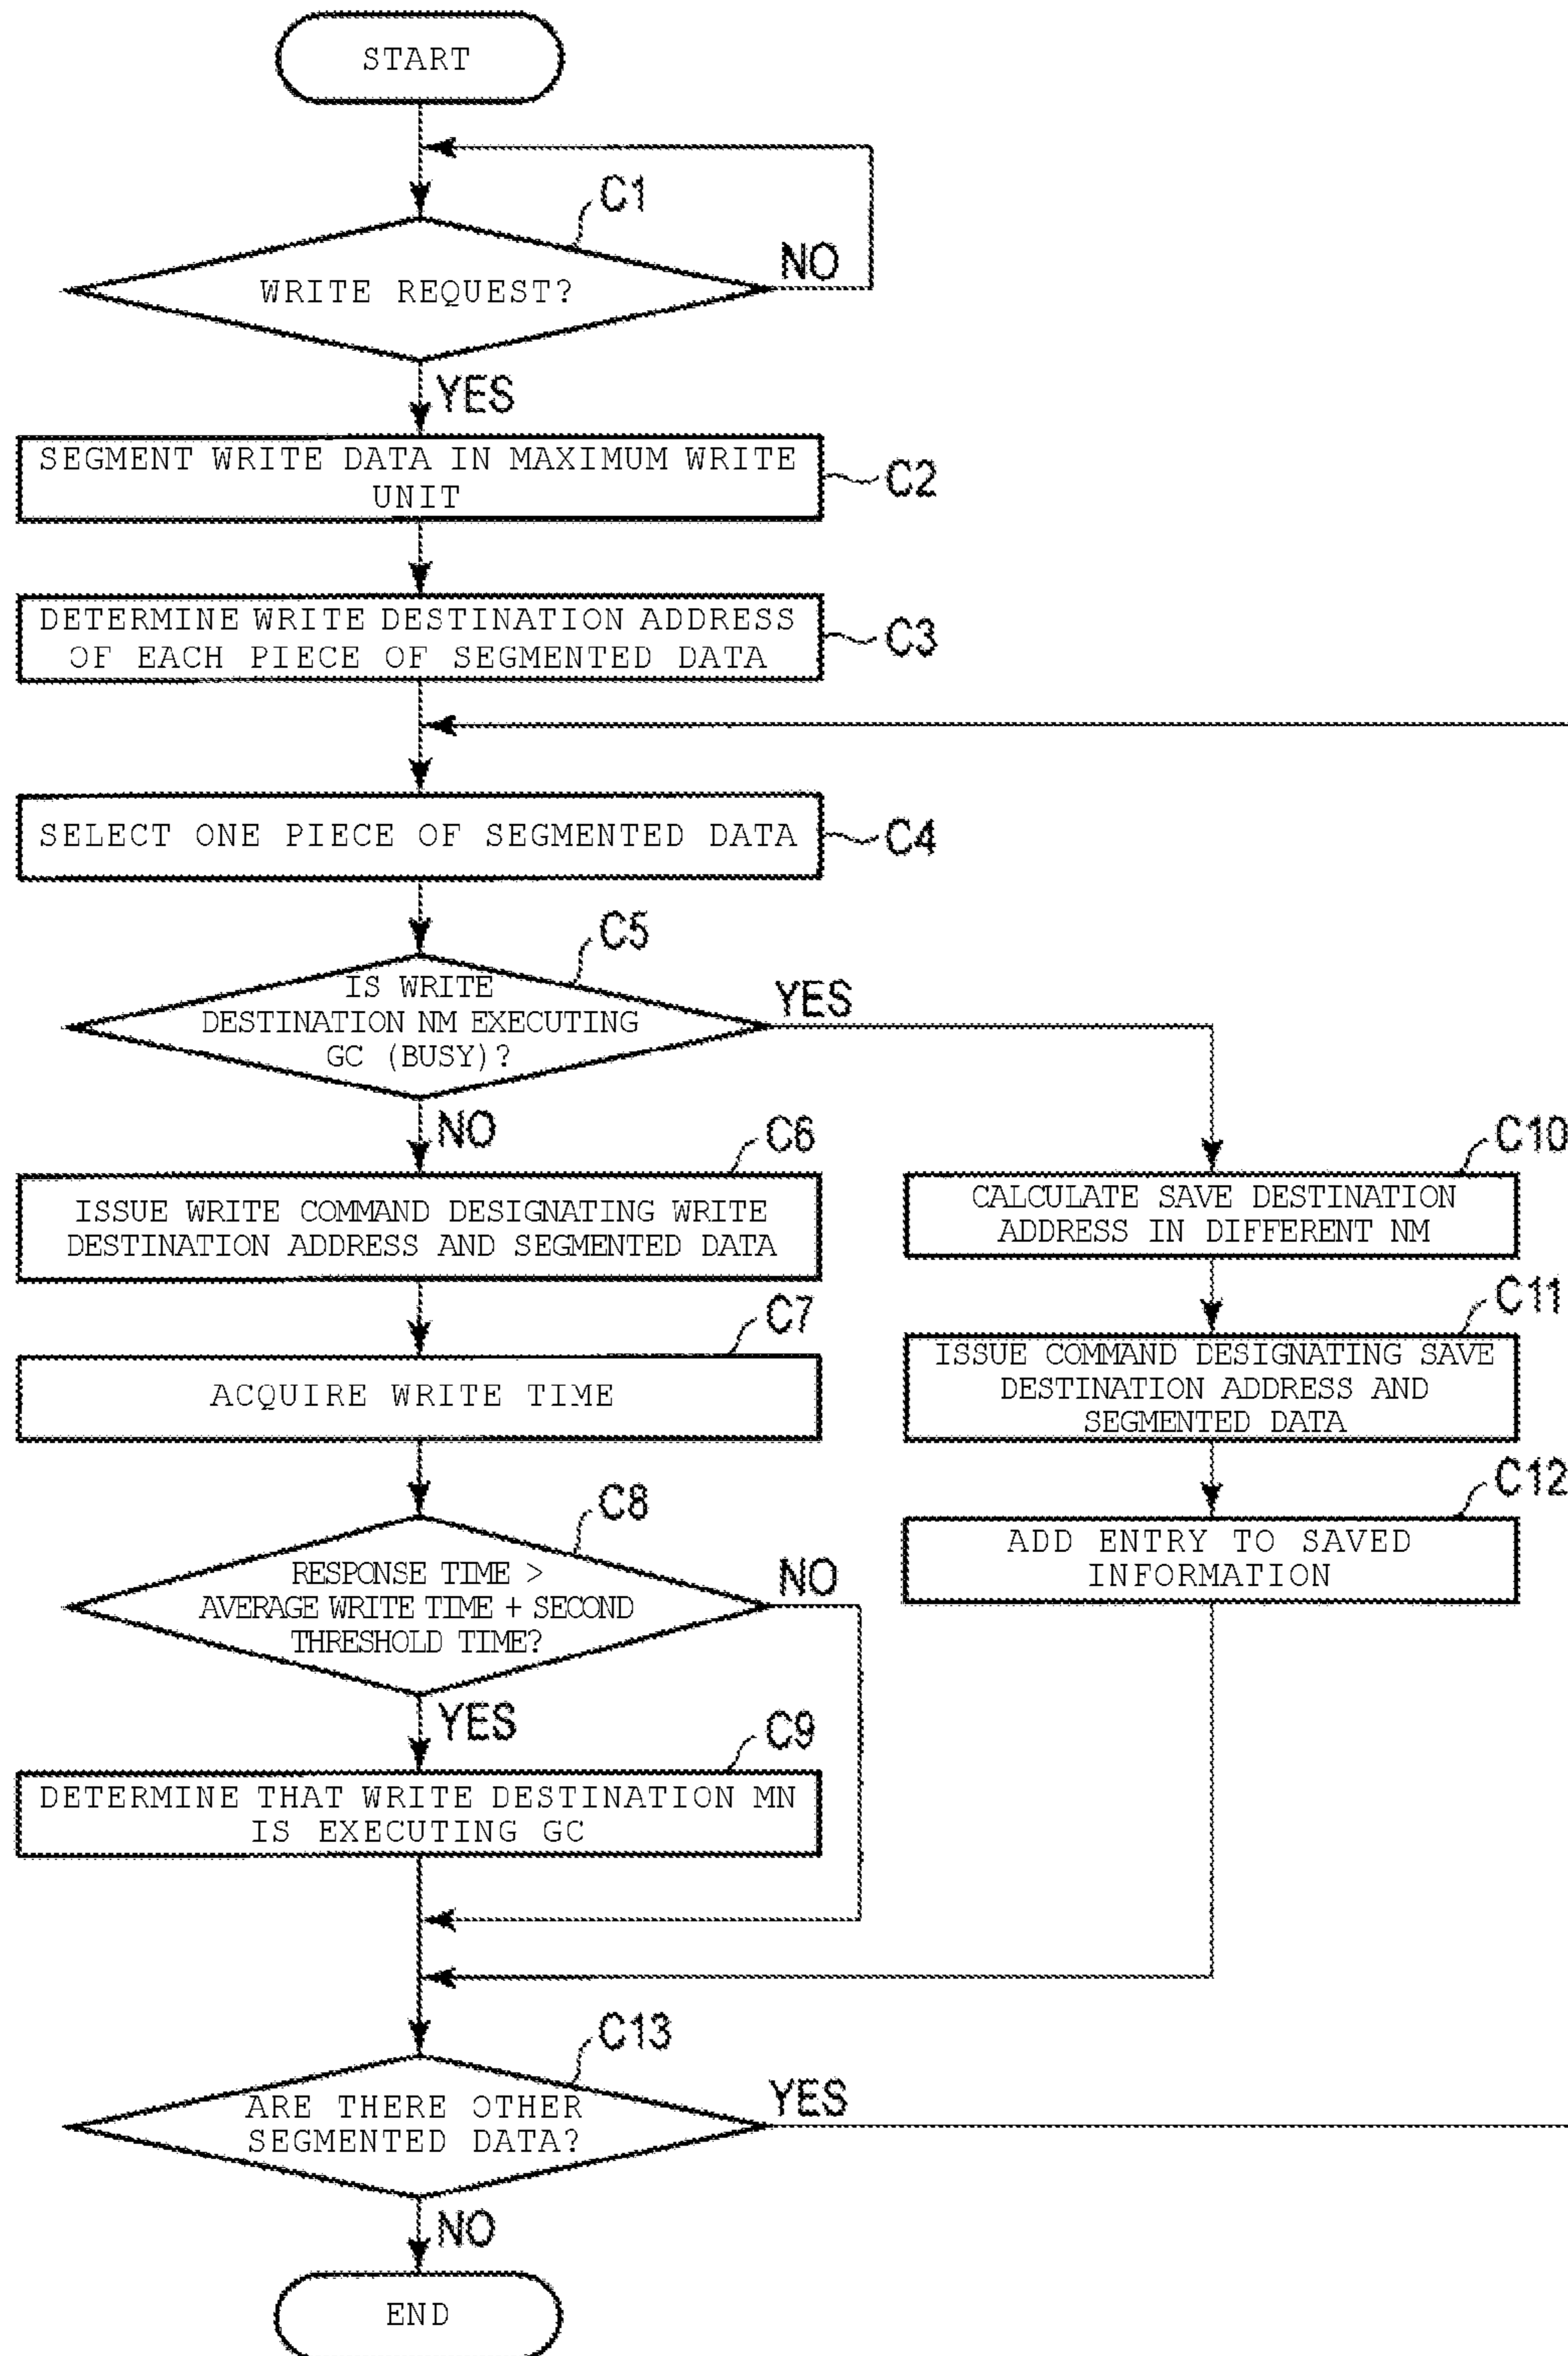 START
C1
WRITE REQUEST?
NO
YES
SEGMENT WRITE DATA IN MAXIMUM WRITE
UNIT
C2
DETERMINE WRITE DESTINATION ADDRESS
OF EACH PIECE OF SEGMENTED DATA
C3
SELECT ONE PIECE OF SEGMENTED DATA
C4
C5
IS WRITE
DESTINATION NM EXECUTING
GC (BUSY)?
YES
NO
C6
ISSUE WRITE COMMAND DESIGNATING WRITE
DESTINATION ADDRESS AND SEGMENTED DATA
C7
ACQUIRE WRITE TIME
C8
RESPONSE TIME >
AVERAGE WRITE TIME + SECOND
THRESHOLD TIME?
NO
YES
C9
DETERMINE THAT WRITE DESTINATION MN
IS EXECUTING GC
C10
CALCULATE SAVE DESTINATION
ADDRESS IN DIFFERENT NM
C11
ISSUE COMMAND DESIGNATING SAVE
DESTINATION ADDRESS AND
SEGMENTED DATA
C12
ADD ENTRY TO SAVED
INFORMATION
C13
ARE THERE OTHER
SEGMENTED DATA?
YES
NO
END